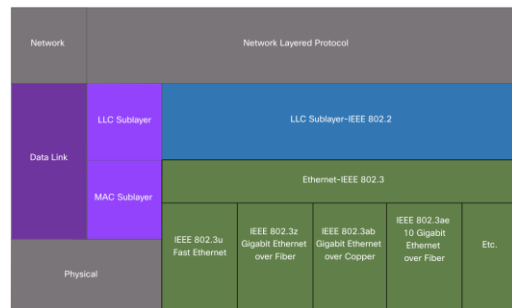 Network
Network Layered Protocol
Data Link
LLC Sublayer
LLC Sublayer-IEEE 802.2
MAC Sublayer
Ethernet-IEEE 802.3
IEEE 802.3u
Fast Ethernet
IEEE 802.3z
Gigabit Ethernet
over Fiber
IEEE 802.3ab
Gigabit Ethernet
over Copper
IEEE 802.3ae
10 Gigabit
Ethernet
over Fiber
Etc.
Physical